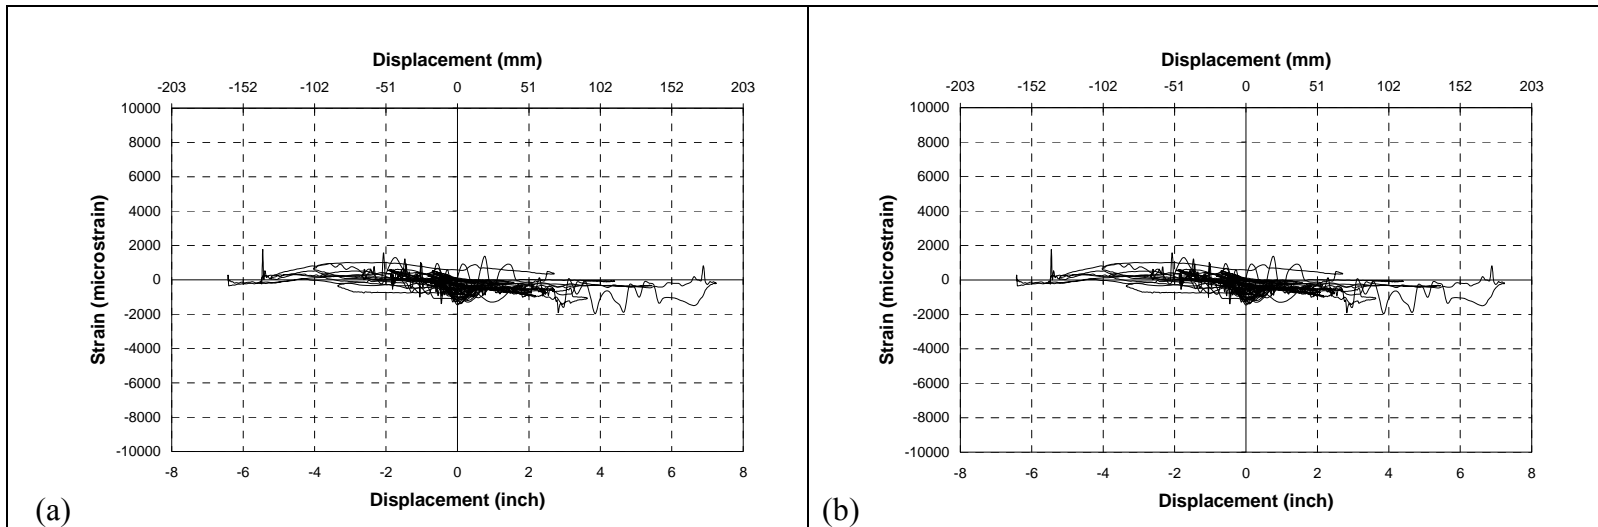 Displacement (mm)
-203 -152 -102 -51 0 51 102 152 203
10000
8000
6000
4000
2000
0
-2000
-4000
-6000
-8000
-10000
Strain (microstrain)
-8 -6 -4 -2 0 2 4 6 8
Displacement (inch)
(a)
Displacement (mm)
-203 -152 -102 -51 0 51 102 152 203
10000
8000
6000
4000
2000
0
-2000
-4000
-6000
-8000
-10000
Strain (microstrain)
-8 -6 -4 -2 0 2 4 6 8
Displacement (inch)
(b)